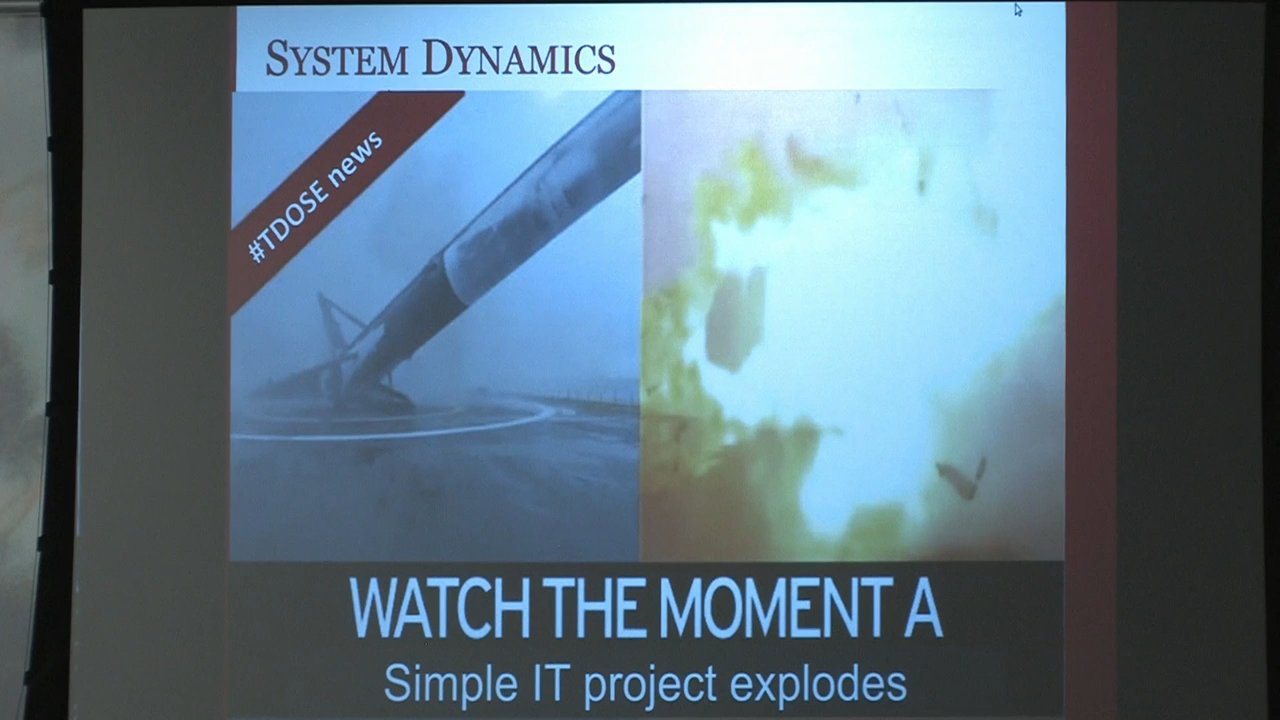 SYSTEM DYNAMICS
#TDOSE news
WATCH THE MOMENT A
Simple IT project explodes